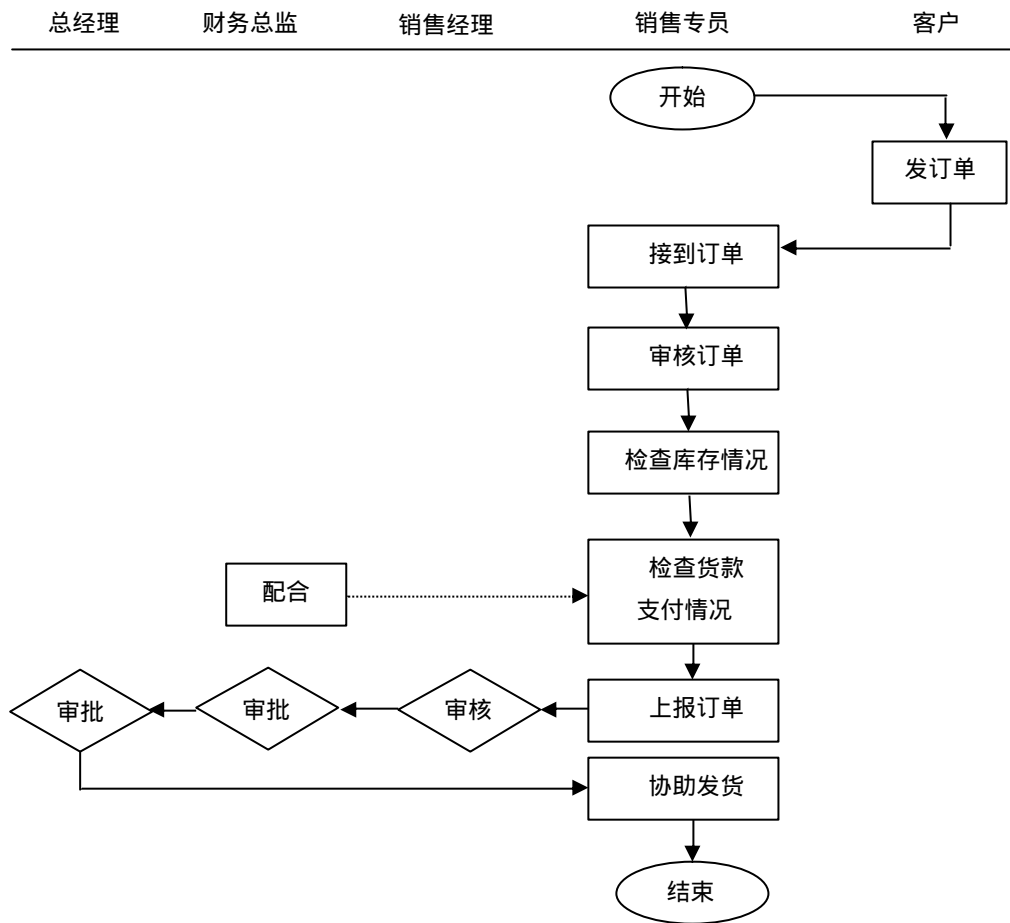 总经理 财务总监 销售经理 销售专员 客户
开始
发订单
接到订单
审核订单
检查库存情况
检查货款
支付情况
配合
审批 审批 审核 上报订单
协助发货
结束